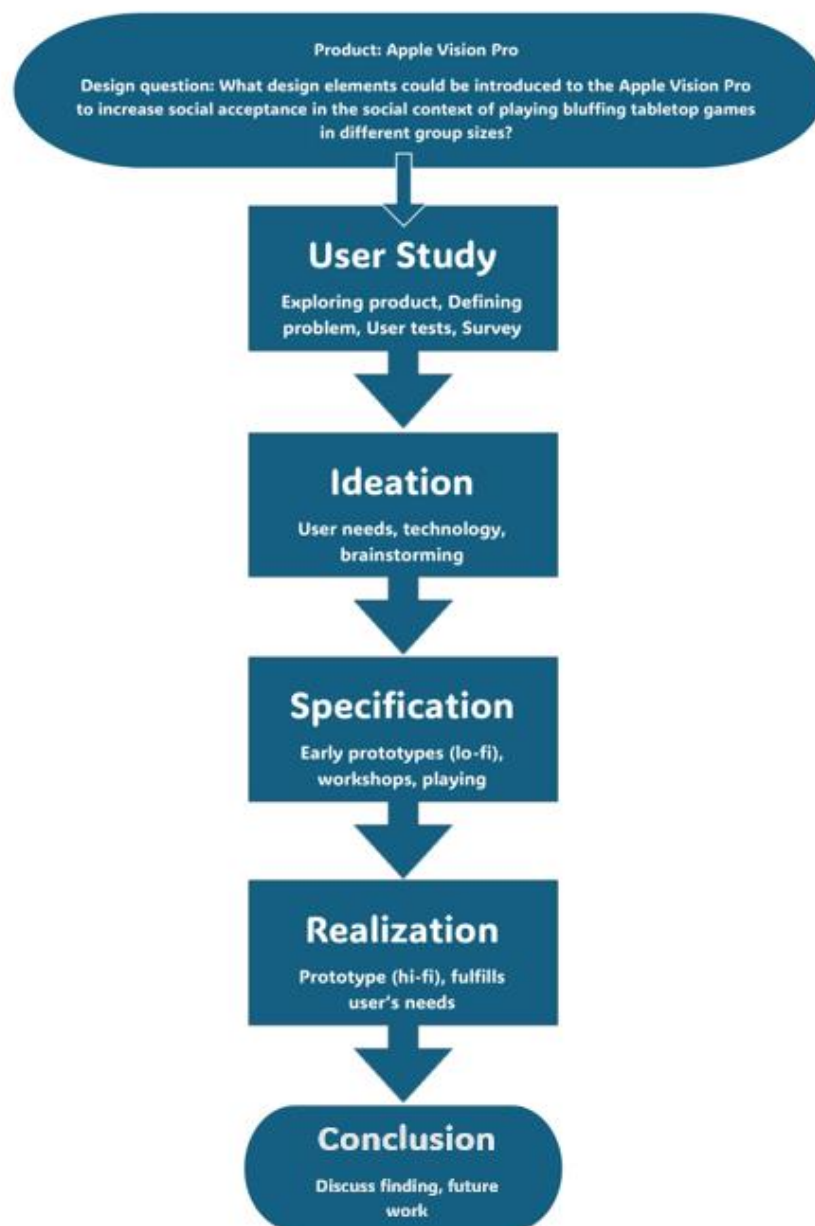 Product: Apple Vision Pro
Design question: What design elements could be introduced to the Apple Vision Pro
to increase social acceptance in the social context of playing bluffing tabletop games
in different group sizes?
User Study
Exploring product, Defining
problem, User tests, Survey
Ideation
User needs, technology,
brainstorming
Specification
Early prototypes (lo-fi),
workshops, playing
Realization
Prototype (hi-fi), fulfills
user's needs
Conclusion
Discuss finding, future
work